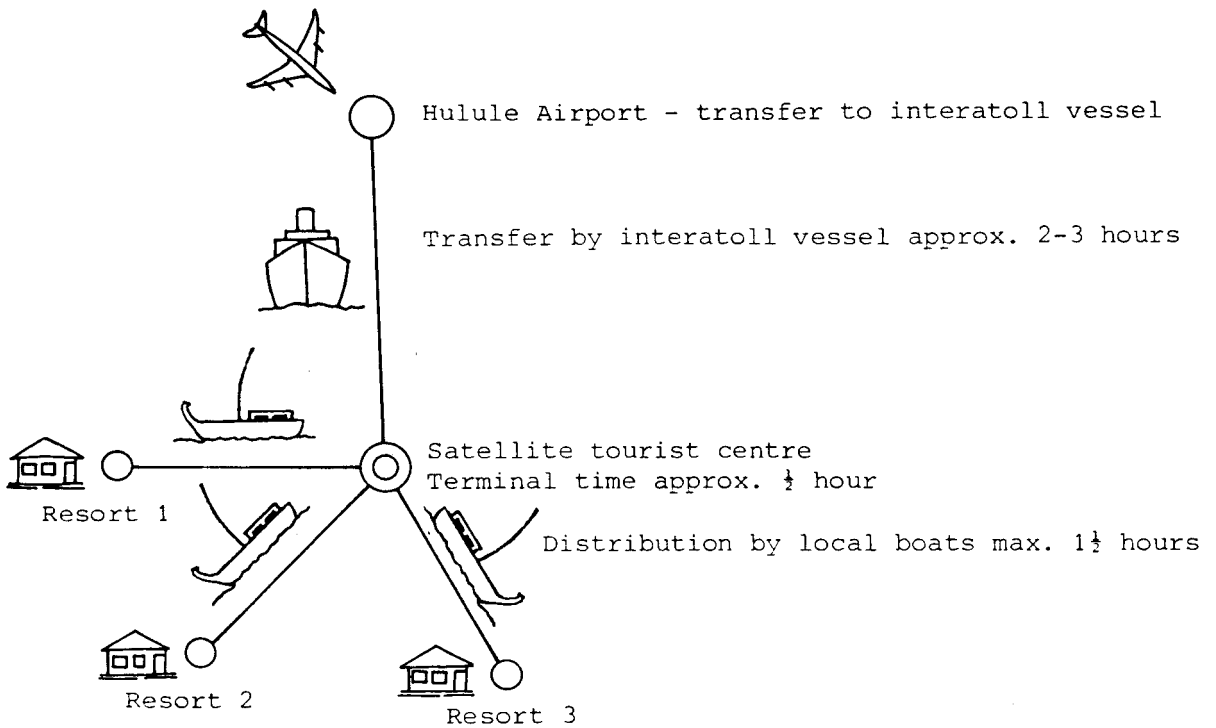 Hulule Airport - transfer to interatoll vessel
Transfer by interatoll vessel approx. 2-3 hours
Satellite tourist centre
Terminal time approx. ½ hour
Resort 1
Distribution by local boats max. 1½ hours
Resort 2
Resort 3